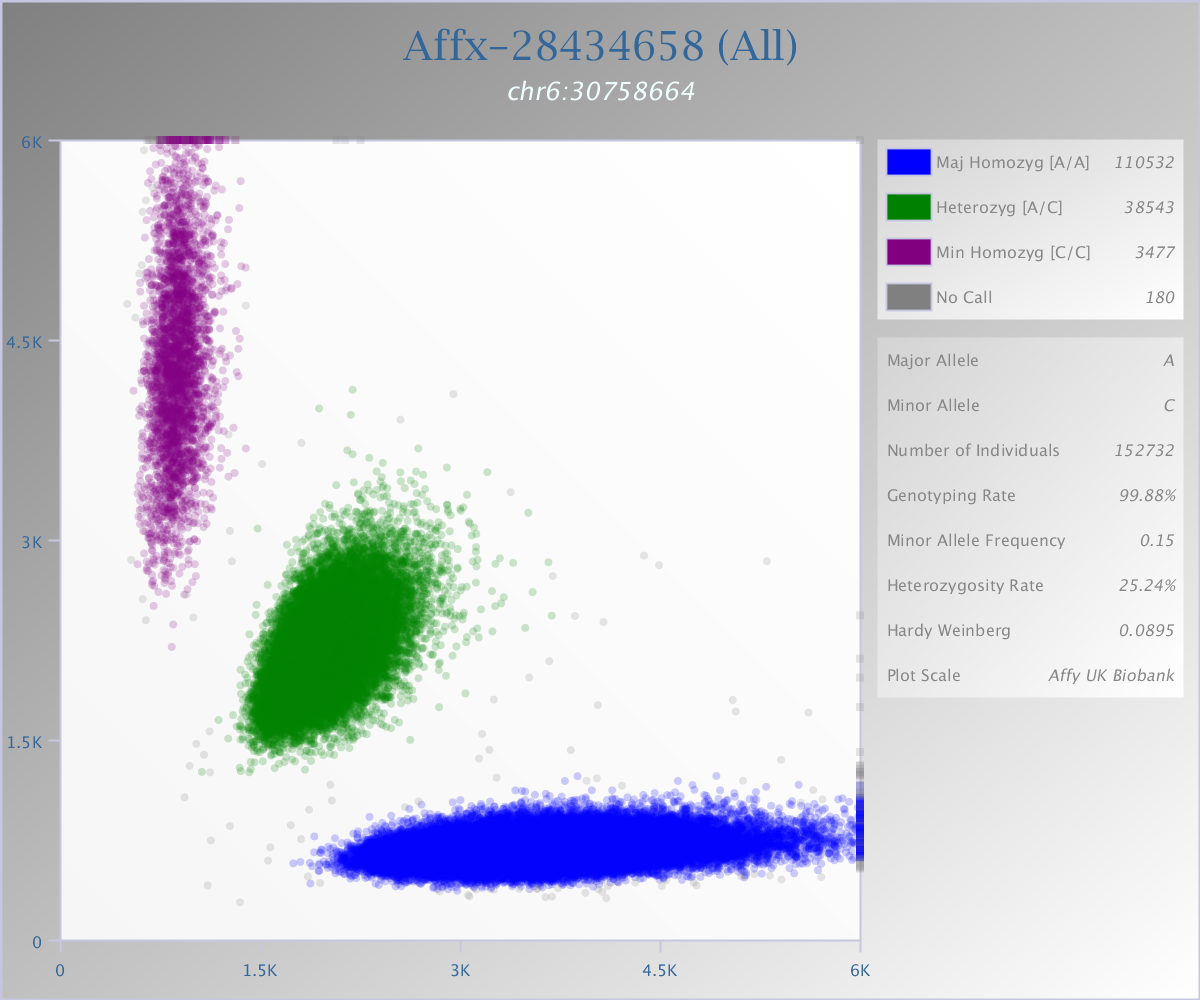 Affx-28434658 (All)
chr6:30758664
6K
4.5K
3K
1.5K
0
0
1.5K
3K
4.5K
6K
Maj Homozyg [A/A] 110532
Heterozyg [A/C] 38543
Min Homozyg [C/C] 3477
No Call 180
Major Allele A
Minor Allele C
Number of Individuals 152732
Genotyping Rate 99.88%
Minor Allele Frequency 0.15
Heterozygosity Rate 25.24%
Hardy Weinberg 0.0895
Plot Scale Affy UK Biobank